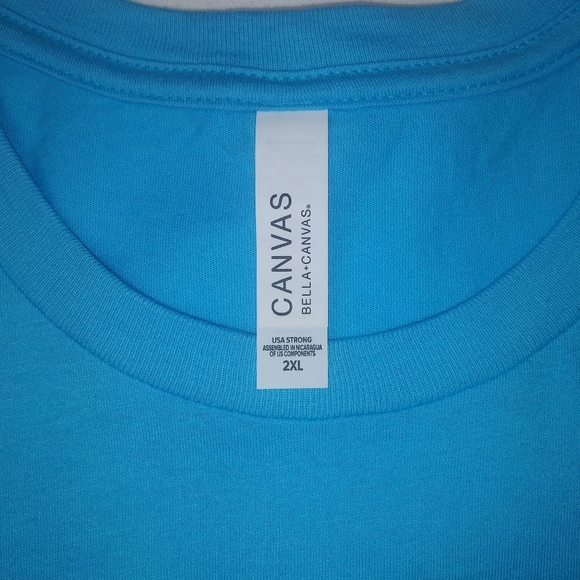 CANVAS
BELLA+CANVAS®
USA STRONG
ASSEMBLED IN NICARAGUA
OF US COMPONENTS
2XL